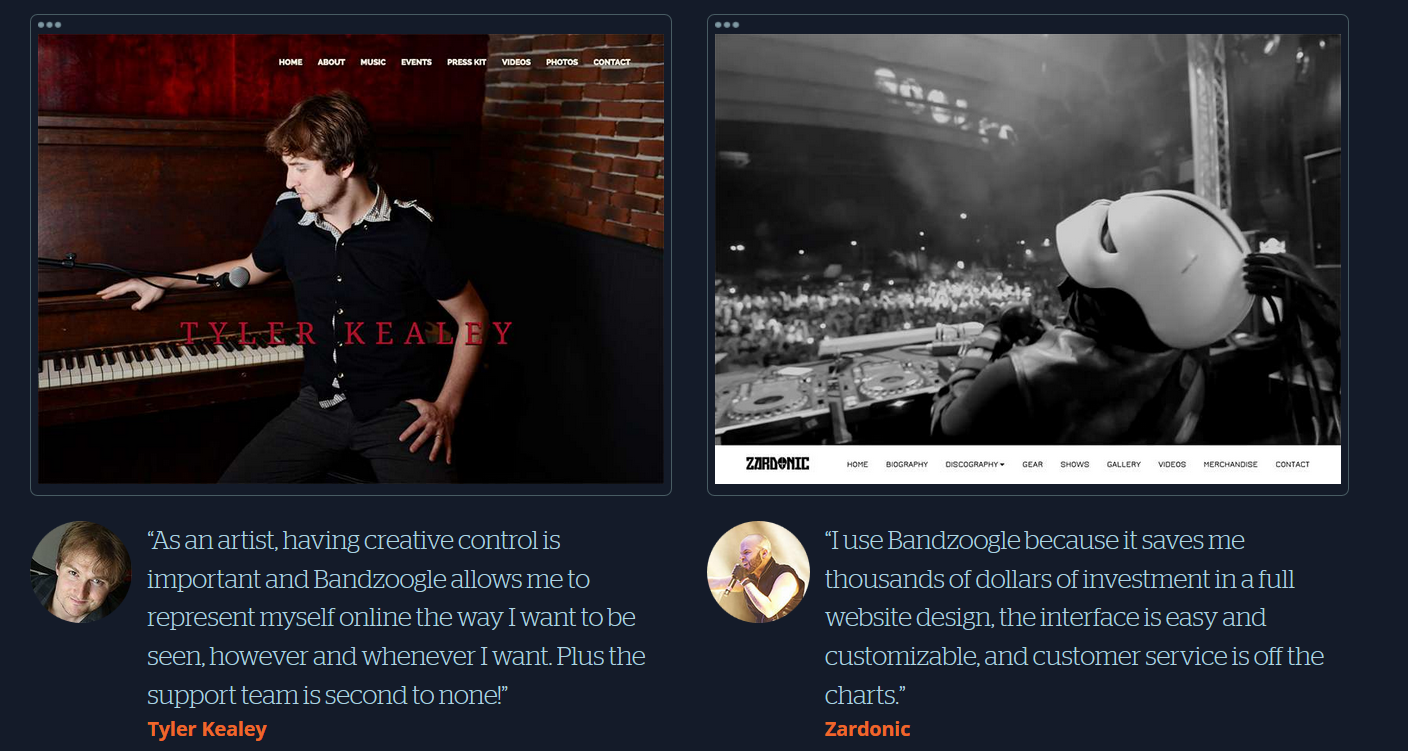 HOME ABOUT MUSIC EVENTS PRESS KIT VIDEOS PHOTOS CONTACT
TYLER KEALEY
ZARDONIC HOME BIOGRAPHY DISCOGRAPHY GEAR SHOWS GALLERY VIDEOS MERCHANDISE CONTACT
“As an artist, having creative control is
important and Bandzoogle allows me to
represent myself online the way I want to be
seen, however and whenever I want. Plus the
support team is second to none!”
Tyler Kealey
“I use Bandzoogle because it saves me
thousands of dollars of investment in a full
website design, the interface is easy and
customizable, and customer service is off the
charts.”
Zardonic